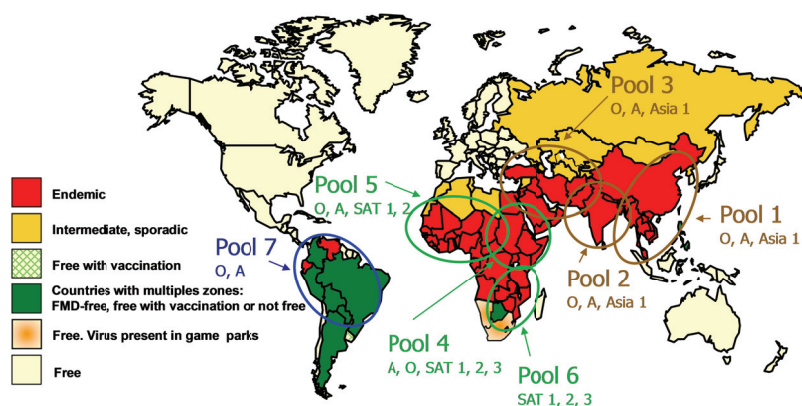 Pool 3
O, A, Asia 1
Pool 5
O, A, SAT 1, 2
Pool 7
O, A
Pool 1
O, A, Asia 1
Pool 2
O, A, Asia 1
Pool 4
A, O, SAT 1, 2, 3
Pool 6
SAT 1, 2, 3
Endemic
Intermediate, sporadic
Free with vaccination
Countries with multiples zones:
FMD-free, free with vaccination or not free
Free. Virus present in game parks
Free